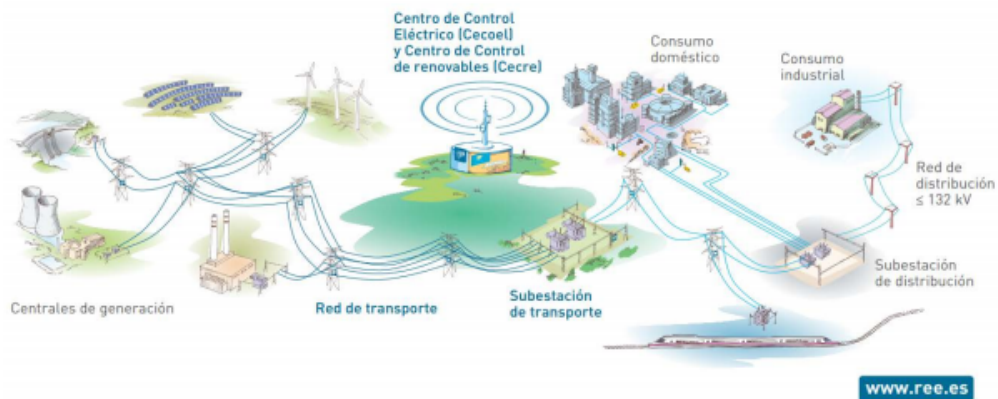 Centro de Control
Eléctrico (Cecoel)
y Centro de Control
de renovables (Cecre)
Consumo
doméstico
Consumo
industrial
Red de
distribución
≤ 132 kV
Centrales de generación
Red de transporte
Subestación
de transporte
Subestación
de distribución
www.ree.es